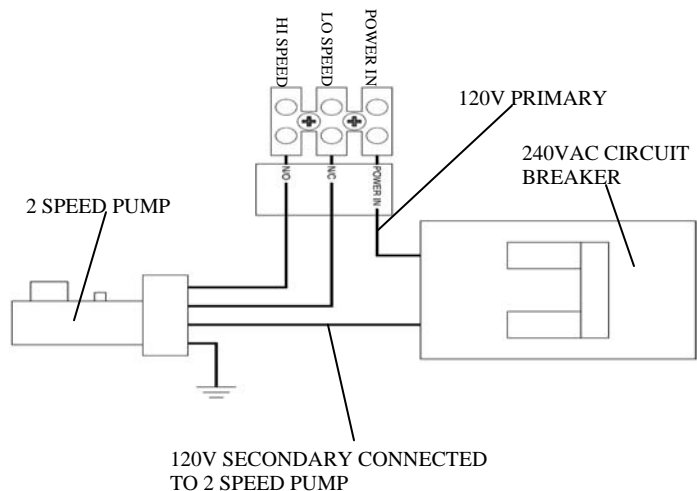 HI SPEED
LO SPEED
POWER IN
120V PRIMARY
240VAC CIRCUIT
BREAKER
N/O
N/C
POWER IN
2 SPEED PUMP
120V SECONDARY CONNECTED
TO 2 SPEED PUMP